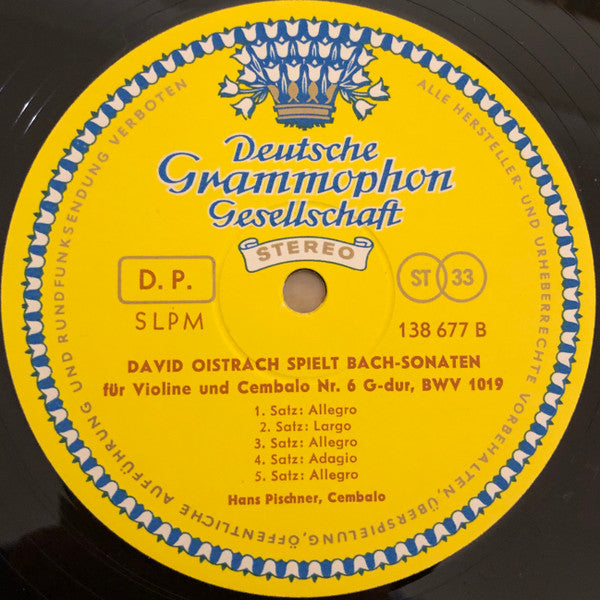 Deutsche
Grammophon
Gesellschaft
STEREO
D. P.
ST 33
SLPM
138 677 B
DAVID OISTRACH SPIELT BACH-SONATEN
für Violine und Cembalo Nr. 6 G-dur, BWV 1019
1. Satz: Allegro
2. Satz: Largo
3. Satz: Allegro
4. Satz: Adagio
5. Satz: Allegro
Hans Pischner, Cembalo
ALLE HERSTELLER- UND URHEBERRECHTE VORBEHALTEN, ÜBERSPIELUNG, ÖFFENTLICHE AUFFÜHRUNG UND RUNDFUNKSENDUNG VERBOTEN